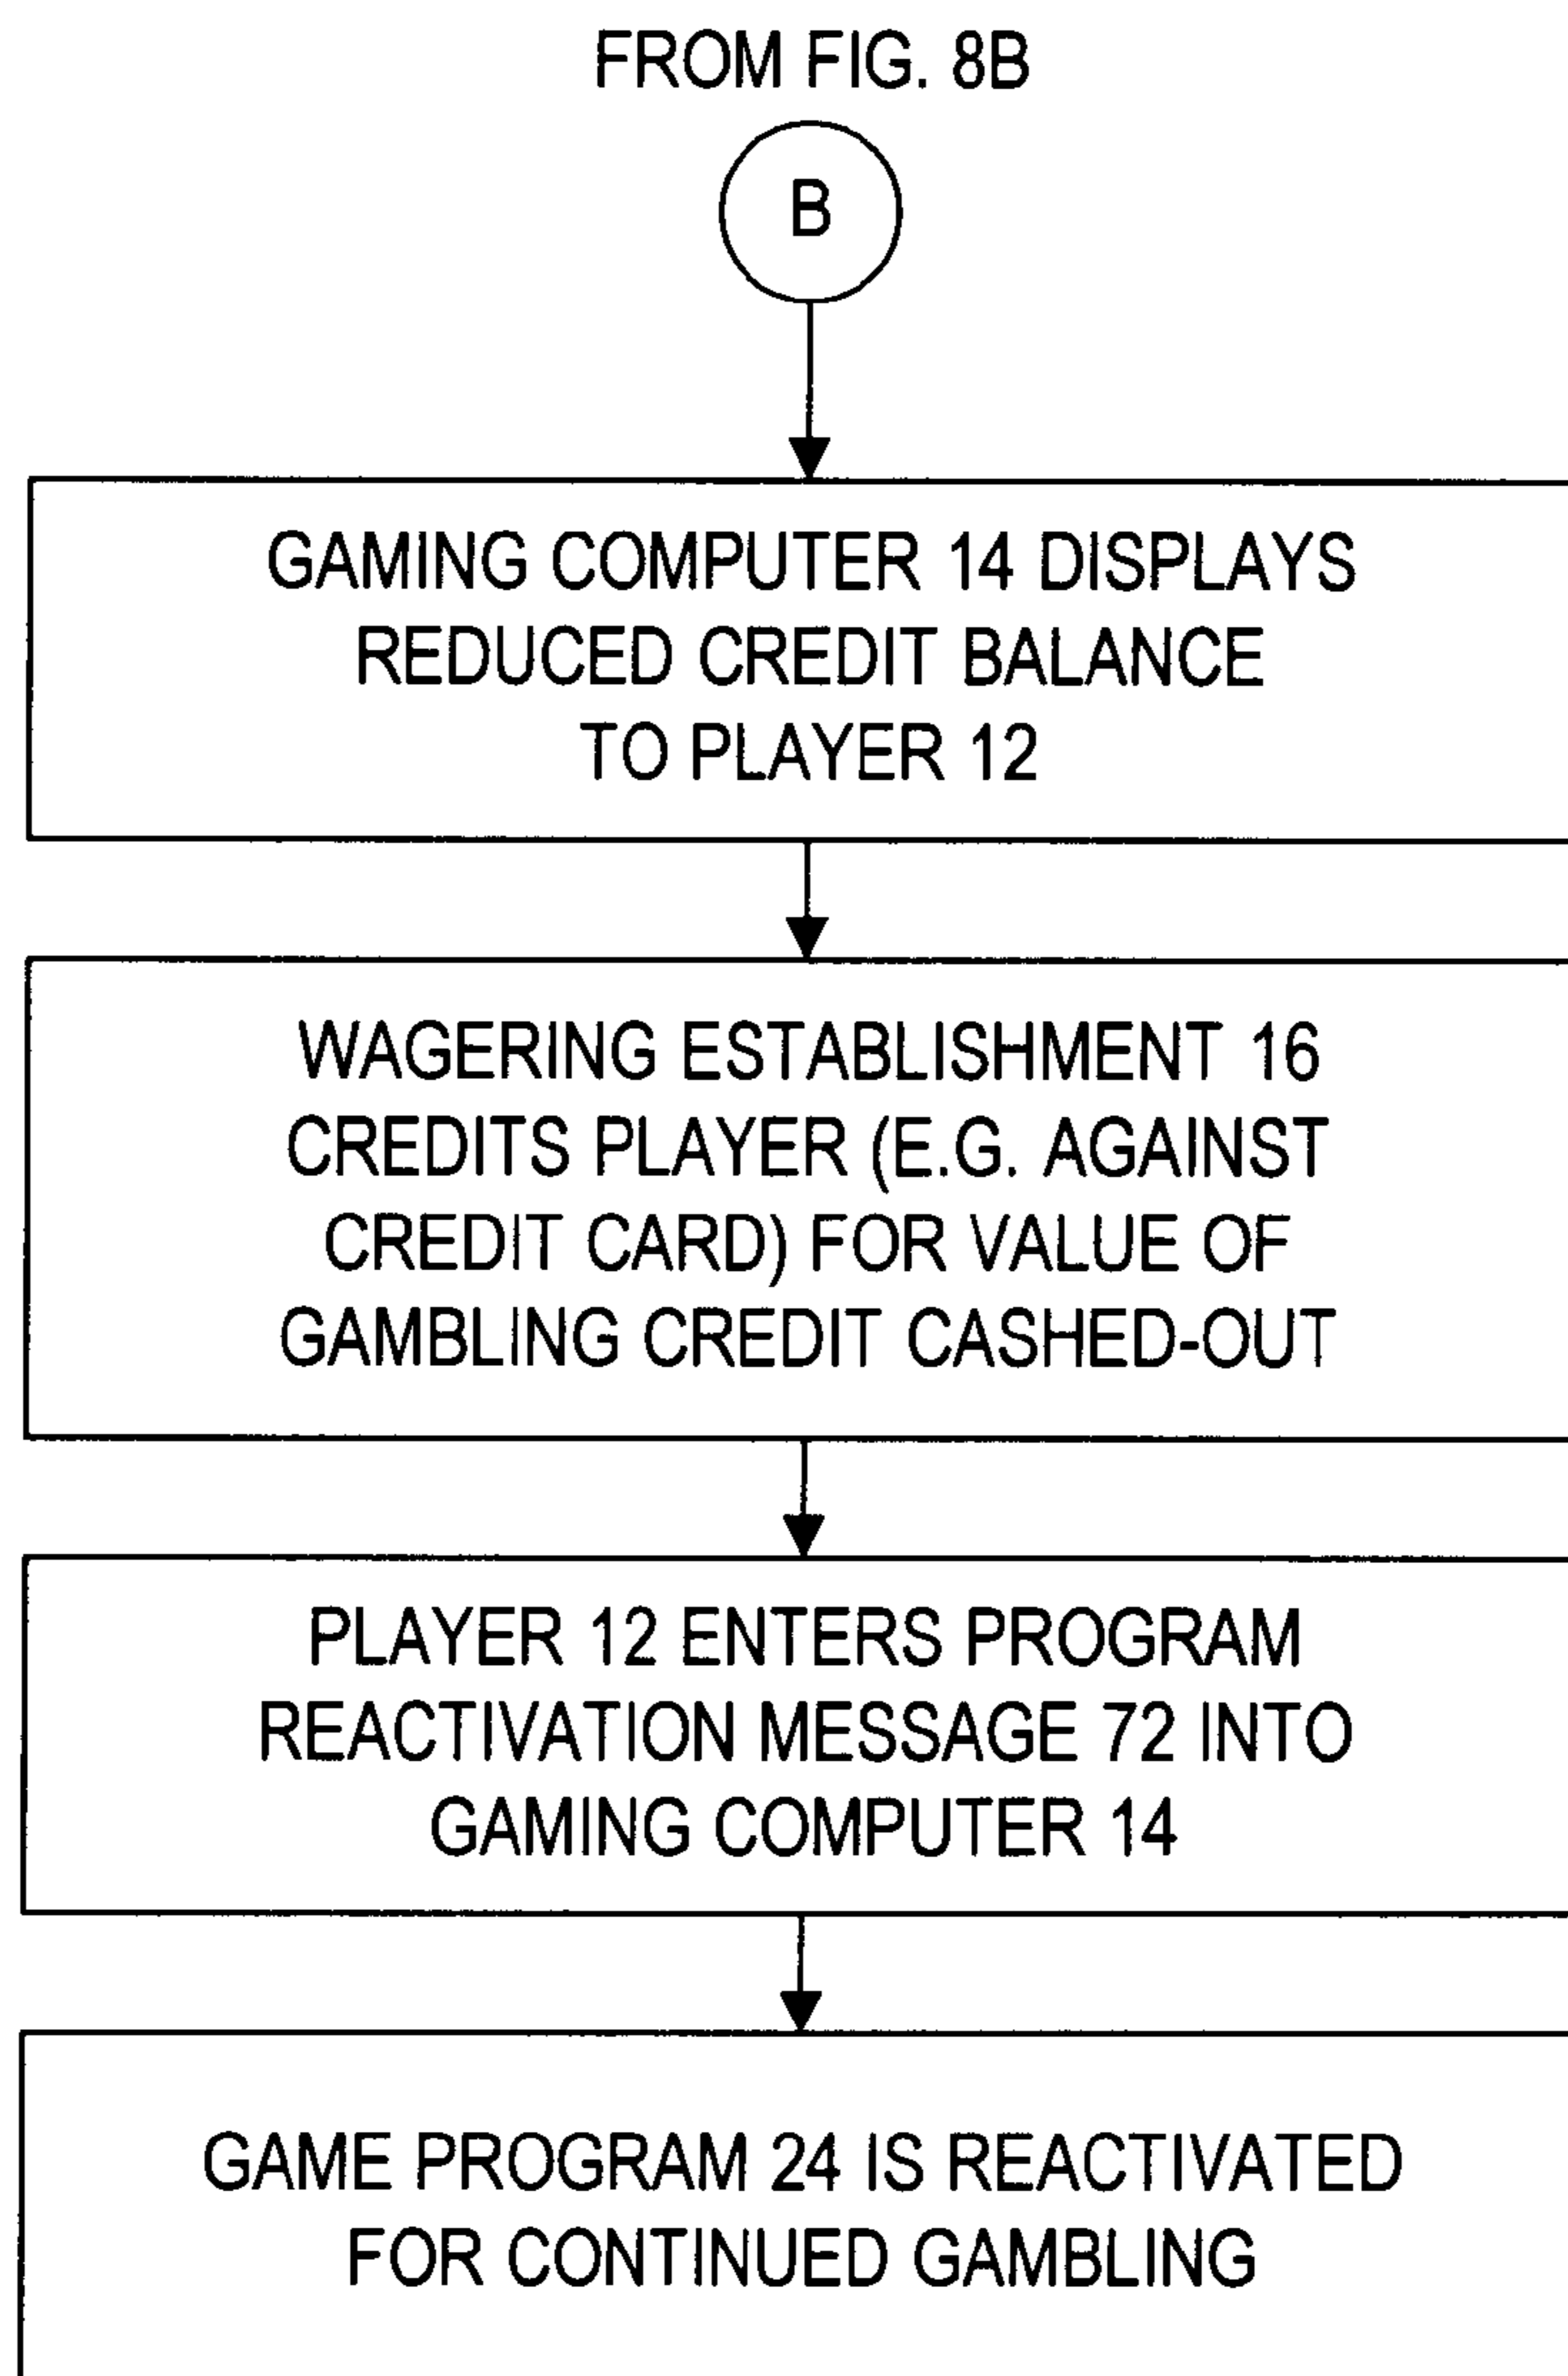 FROM FIG. 8B
B
GAMING COMPUTER 14 DISPLAYS
REDUCED CREDIT BALANCE
TO PLAYER 12
WAGERING ESTABLISHMENT 16
CREDITS PLAYER (E.G. AGAINST
CREDIT CARD) FOR VALUE OF
GAMBLING CREDIT CASHED-OUT
PLAYER 12 ENTERS PROGRAM
REACTIVATION MESSAGE 72 INTO
GAMING COMPUTER 14
GAME PROGRAM 24 IS REACTIVATED
FOR CONTINUED GAMBLING